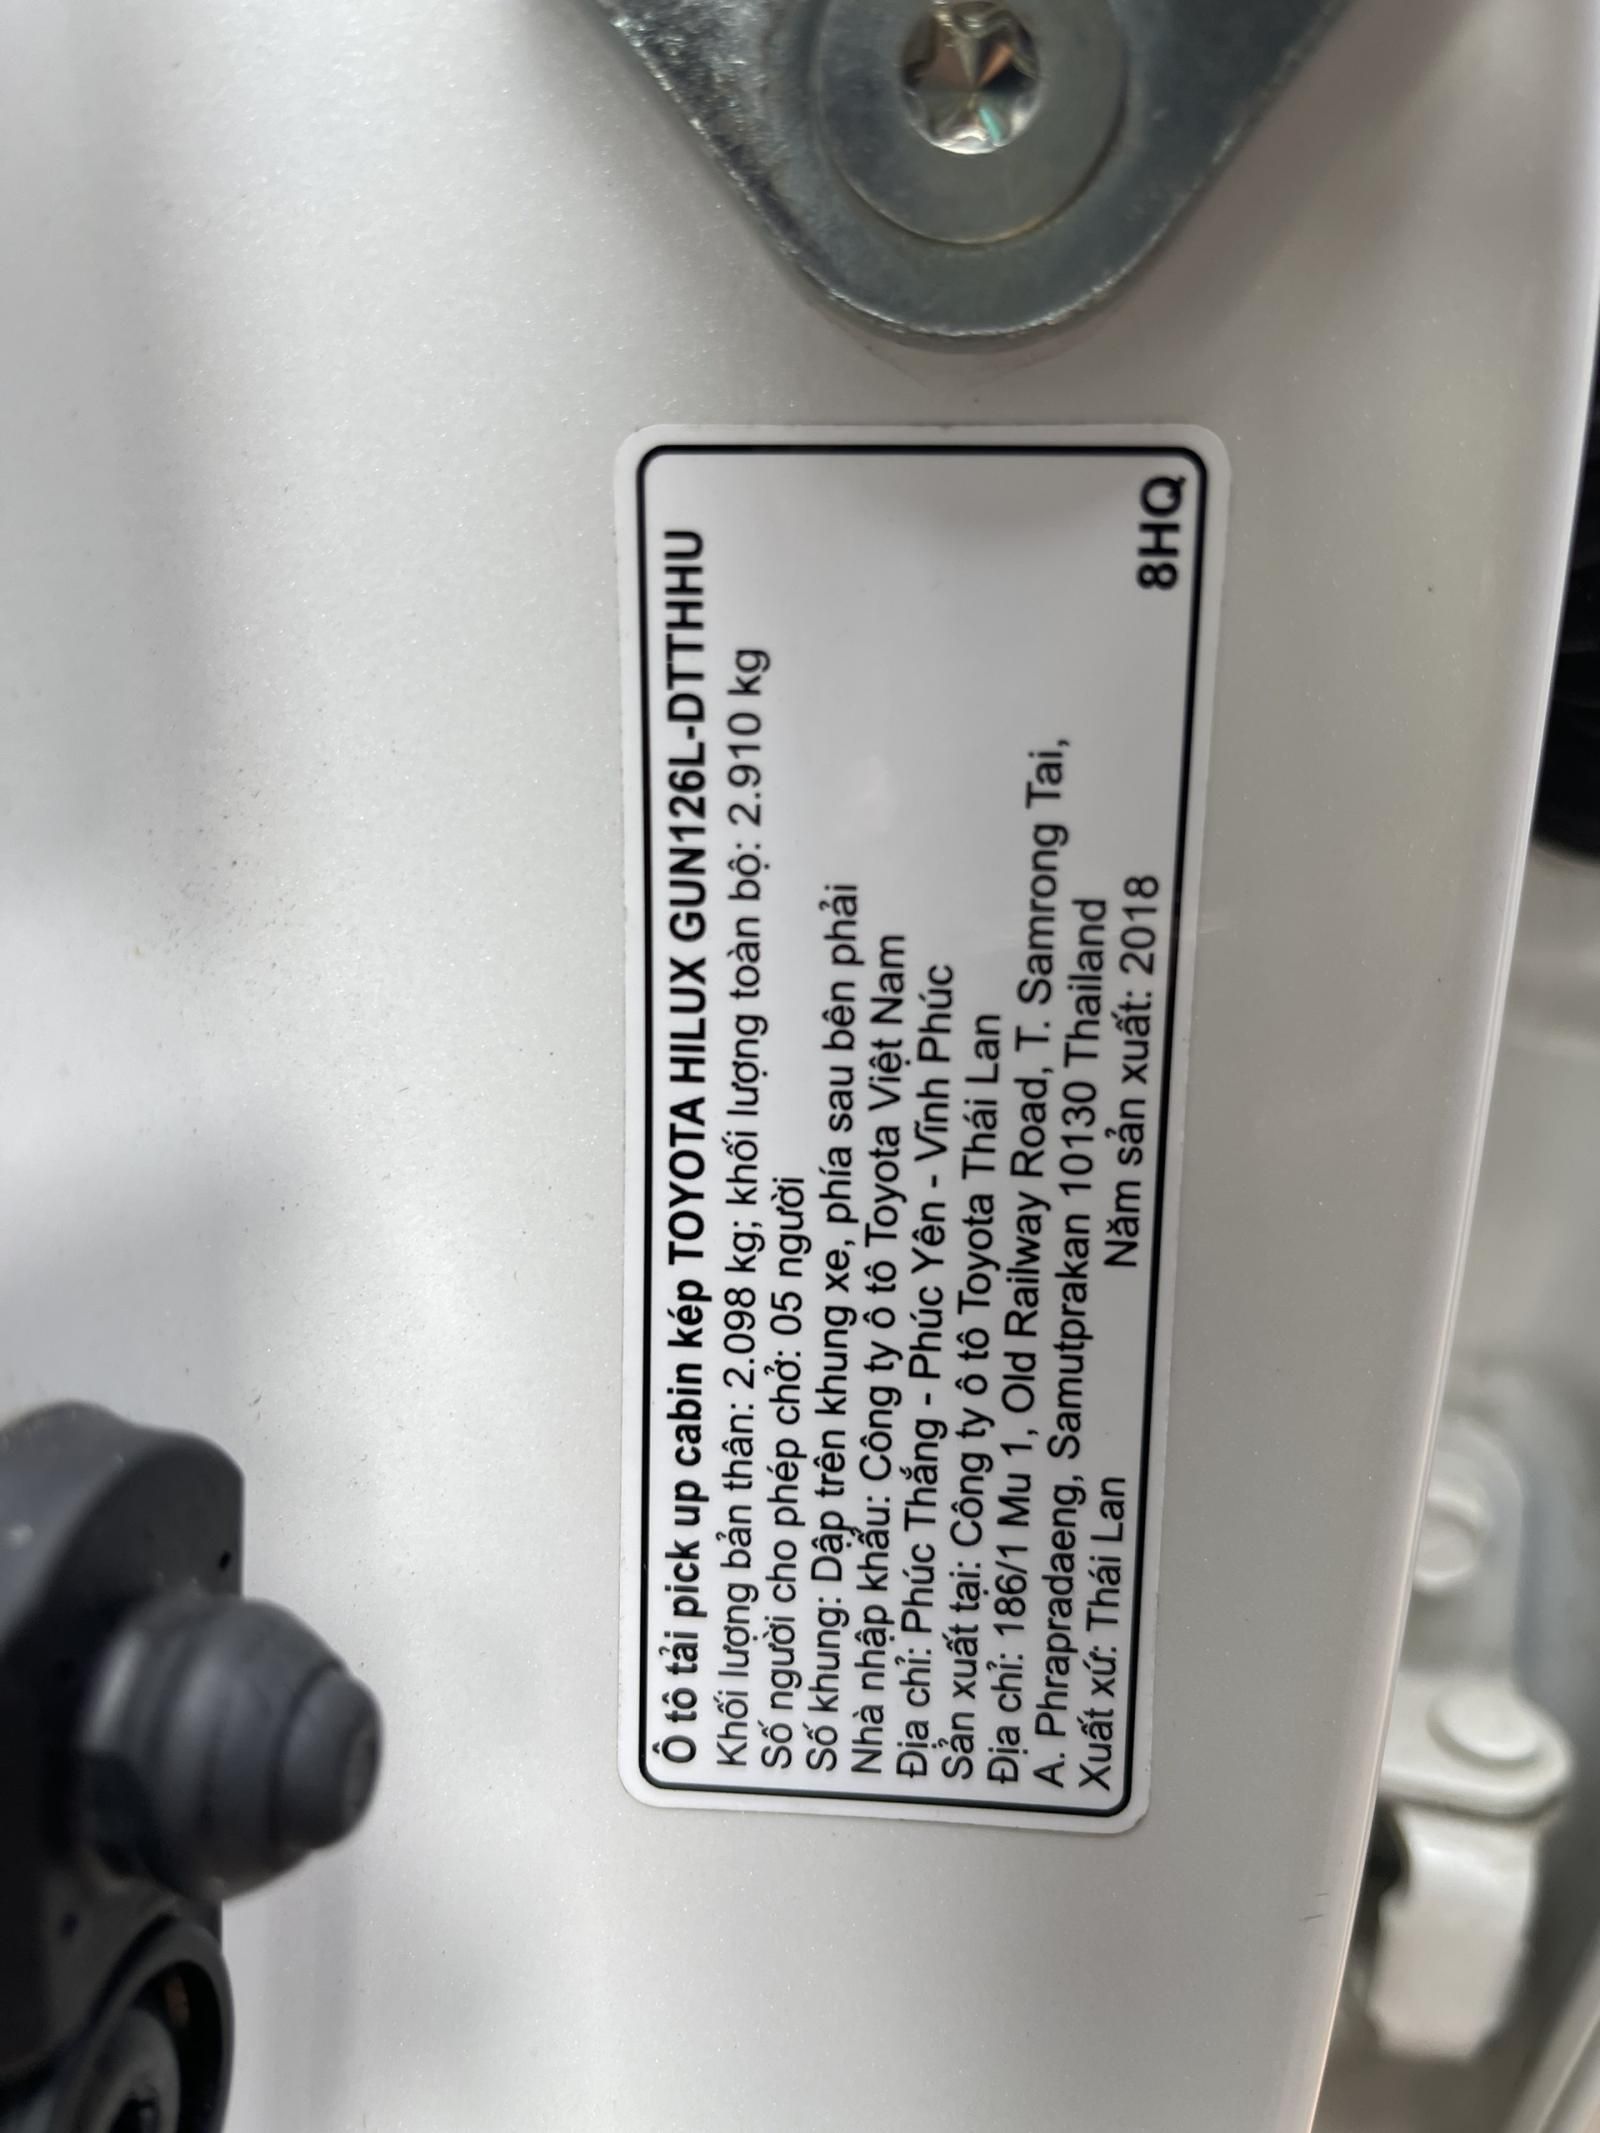 Ô tô tải pick up cabin kép TOYOTA HILUX GUN126L-DTTHHU
Khối lượng bản thân: 2.098 kg; khối lượng toàn bộ: 2.910 kg
Số người cho phép chở: 05 người
Số khung: Dập trên khung xe, phía sau bên phải
Nhà nhập khẩu: Công ty ô tô Toyota Việt Nam
Địa chỉ: Phúc Thắng - Phúc Yên - Vĩnh Phúc
Sản xuất tại: Công ty ô tô Toyota Thái Lan
Địa chỉ: 186/1 Mu 1, Old Railway Road, T. Samrong Tai,
A. Phrapradaeng, Samutprakan 10130 Thailand
Xuất xứ: Thái Lan Năm sản xuất: 2018 8HQ